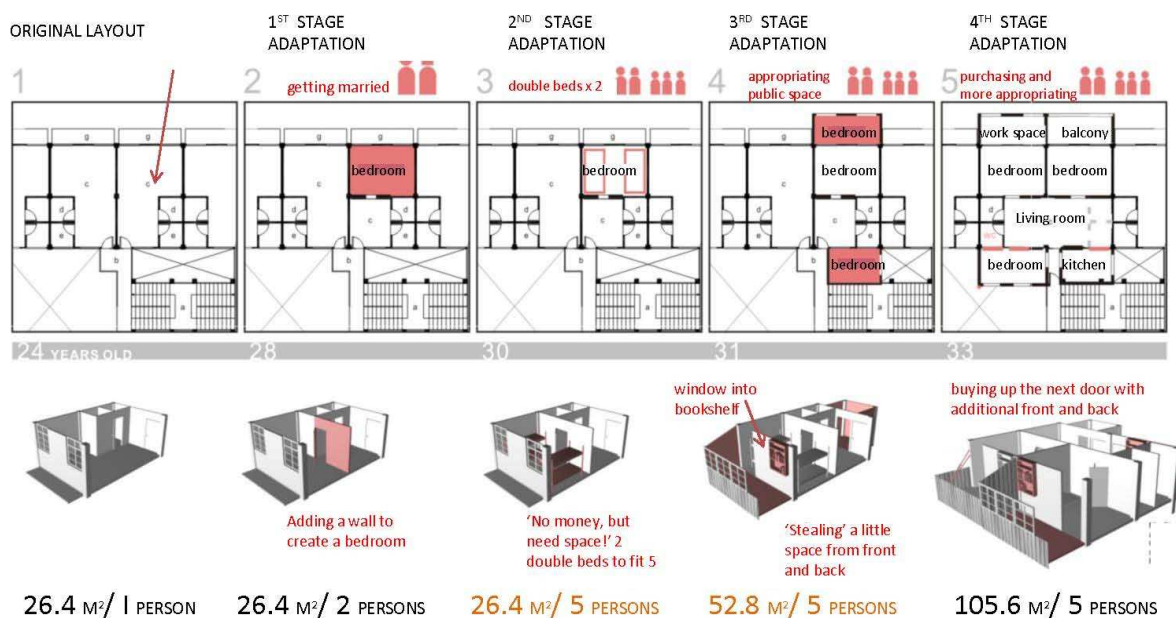 ORIGINAL LAYOUT
1ST STAGE
ADAPTATION
2ND STAGE
ADAPTATION
3RD STAGE
ADAPTATION
4TH STAGE
ADAPTATION
1
2
getting married
3
double beds x 2
4
appropriating
public space
5
purchasing and
more appropriating
g
g
c
c
d
e
d
e
b
a
g
g
bedroom
c
c
d
e
d
e
b
a
g
g
bedroom
c
c
d
e
d
e
b
a
g
bedroom
bedroom
c
c
d
e
d
e
b
bedroom
a
work space
balcony
bedroom
bedroom
Living room
bedroom
kitchen
a
24 YEARS OLD
28
30
31
33
window into
bookshelf
buying up the next door with
additional front and back
Adding a wall to
create a bedroom
‘No money, but
need space!’ 2
double beds to fit 5
‘Stealing’ a little
space from front
and back
26.4 M²/ I PERSON
26.4 M²/ 2 PERSONS
26.4 M²/ 5 PERSONS
52.8 M²/ 5 PERSONS
105.6 M²/ 5 PERSONS